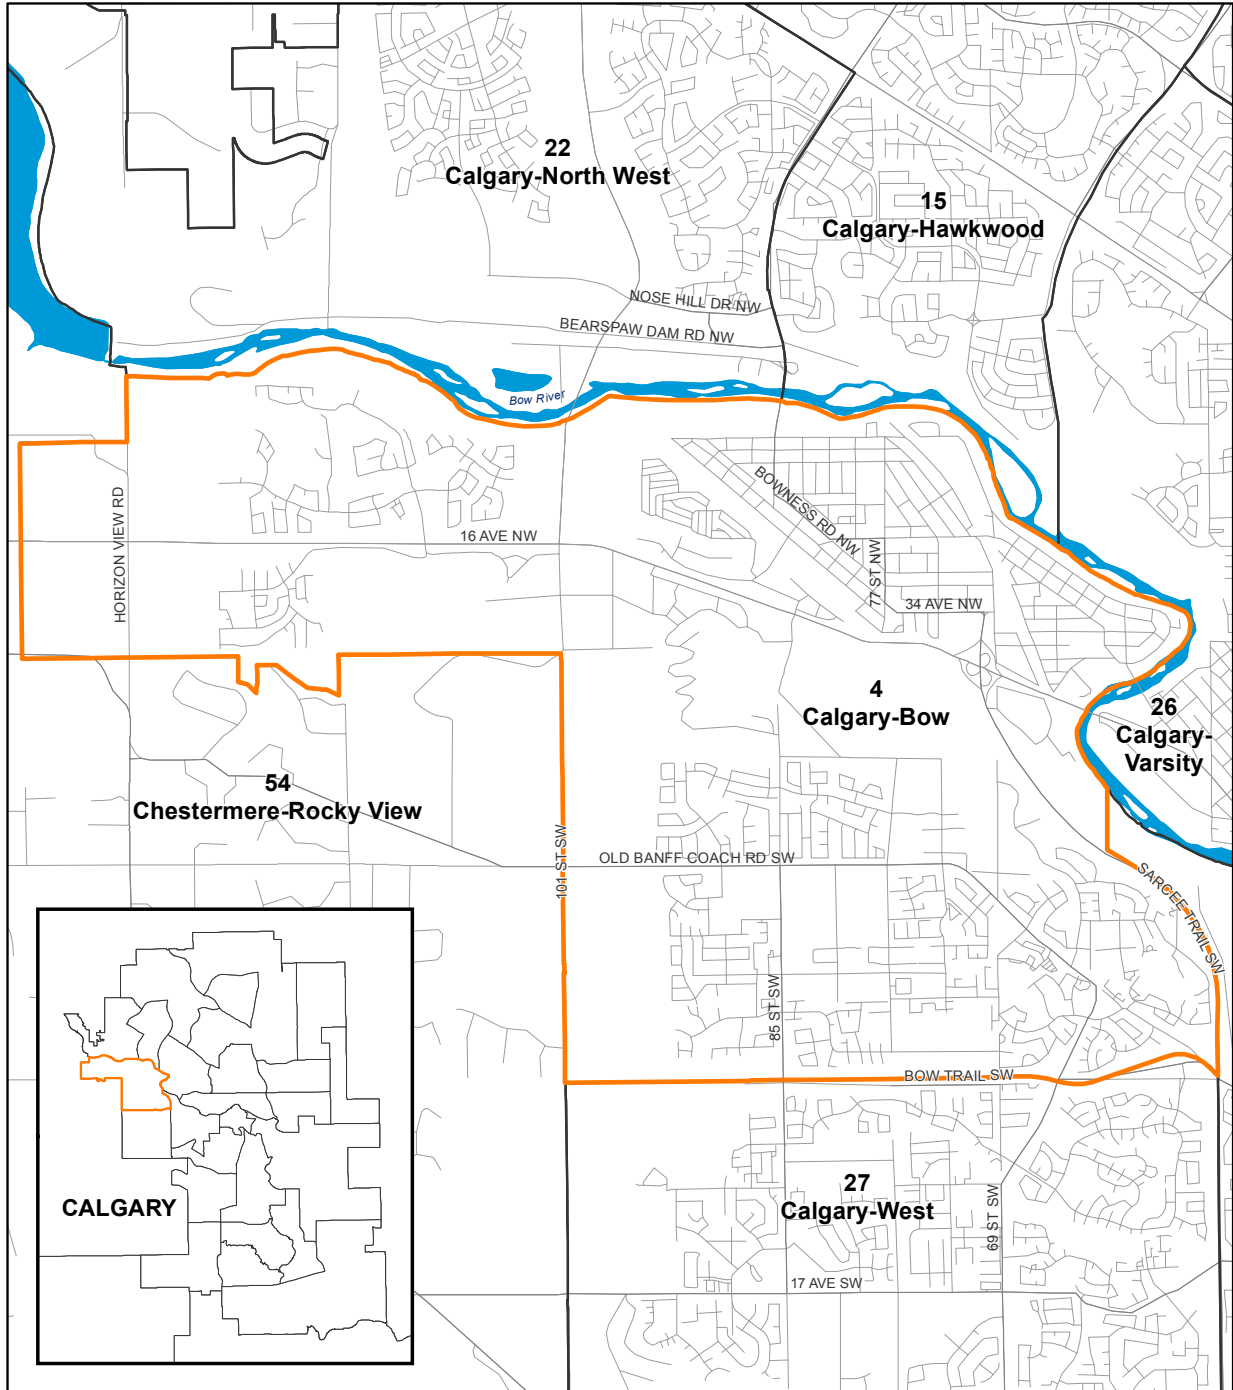 22
Calgary-North West
15
Calgary-Hawkwood
NOSE HILL DR NW
BEARSPAW DAM RD NW
Bow River
BOWNESS RD NW
HORIZON VIEW RD
16 AVE NW
77 ST NW
34 AVE NW
4
Calgary-Bow
26
Calgary-
Varsity
54
Chestermere-Rocky View
101 ST SW
OLD BANFF COACH RD SW
SARCEE TRAIL SW
85 ST SW
BOW TRAIL SW
27
Calgary-West
69 ST SW
17 AVE SW
CALGARY